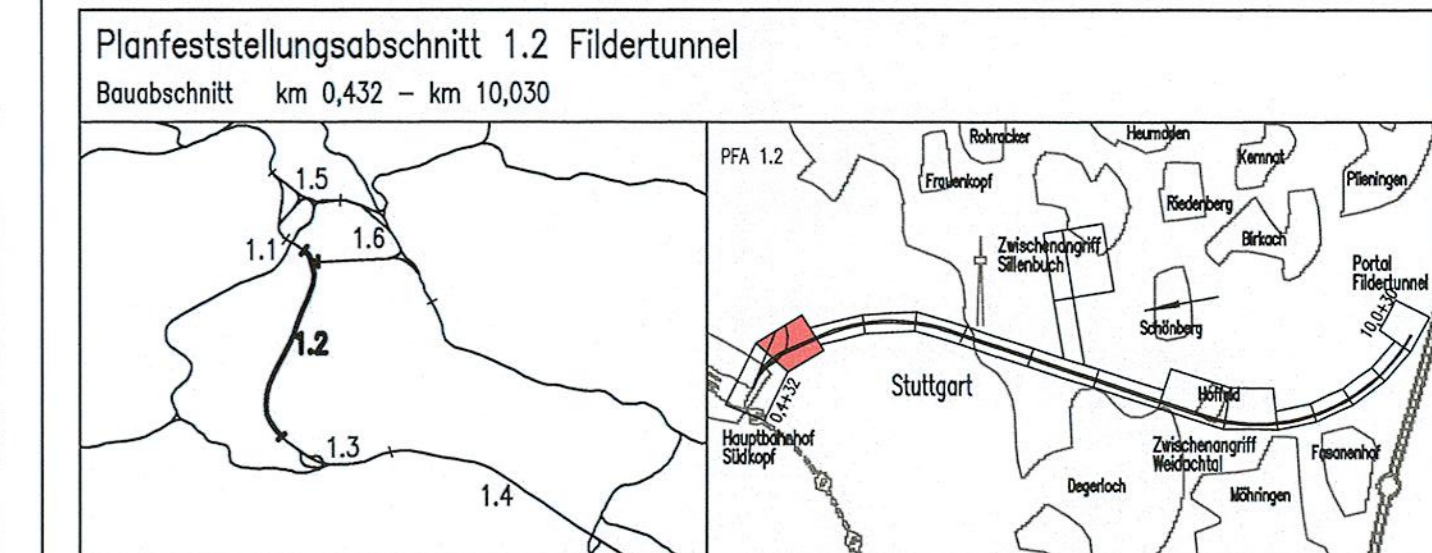 Planfeststellungsabschnitt 1.2 Fildertunnel
Bauabschnitt km 0,432 – km 10,030
1.5
1.1
1.6
1.2
1.3
1.4
PFA 1.2
Rohracker
Heumaden
Kemnat
Plieningen
Frauenkopf
Riedenberg
Birkach
Zwischenangriff
Sillenbuch
Portal
Fildertunnel
10,0+30
Schönberg
Stuttgart
0,4+32
Hauptbahnhof
Südkopf
Hoffeld
Zwischenangriff
Weidachtal
Fasanenhof
Degerloch
Möhringen